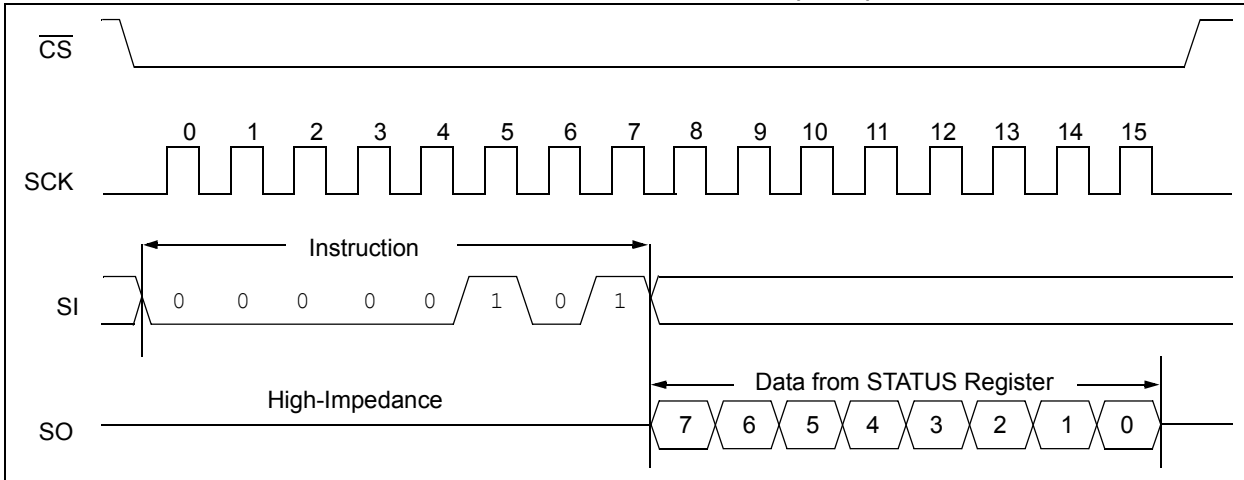 CS
0 1 2 3 4 5 6 7 8 9 10 11 12 13 14 15
SCK
Instruction
SI 0 0 0 0 0 1 0 1
Data from STATUS Register
High-Impedance
SO 7 6 5 4 3 2 1 0